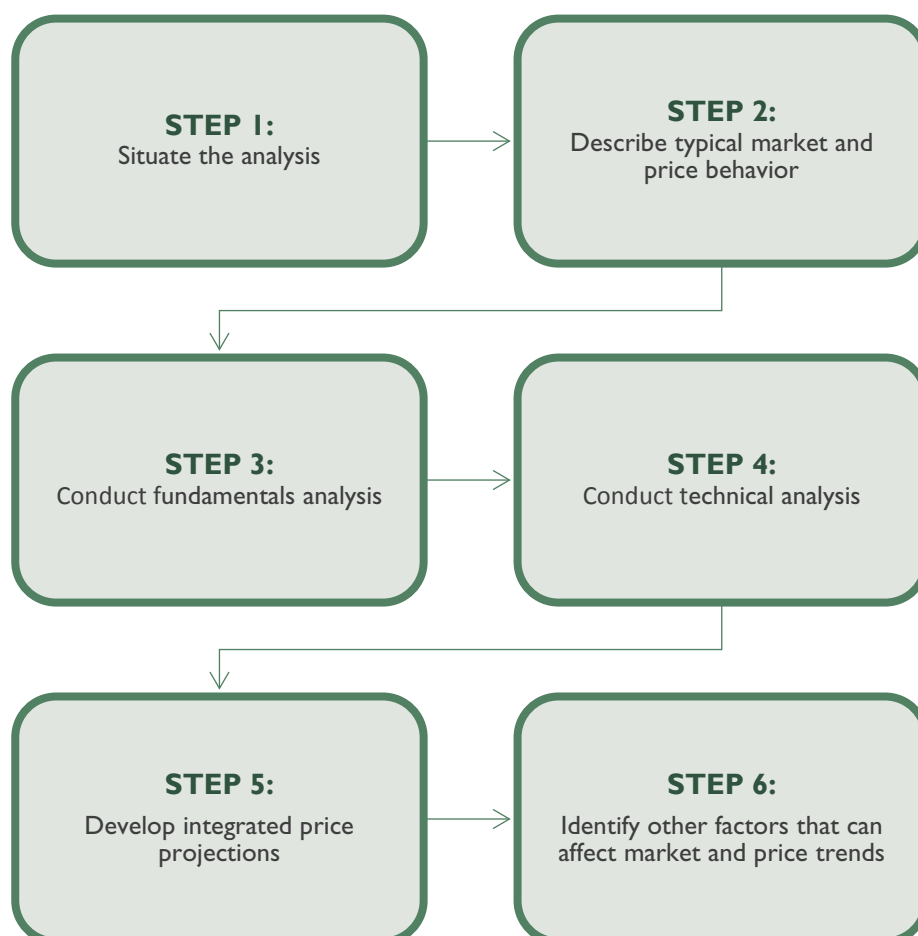 STEP 1:
Situate the analysis
STEP 2:
Describe typical market and
price behavior
STEP 3:
Conduct fundamentals analysis
STEP 4:
Conduct technical analysis
STEP 5:
Develop integrated price
projections
STEP 6:
Identify other factors that can
affect market and price trends